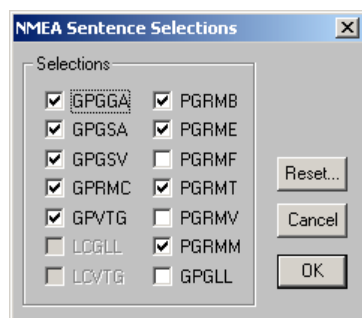 NMEA Sentence Selections
Selections
GPGGA PGRMB
GPGSA PGRME
GPGSV PGRMF
GPRMC PGRMT
GPVTG PGRMV
LCGLL PGRMM
LCVTG GPGLL
Reset...
Cancel
OK